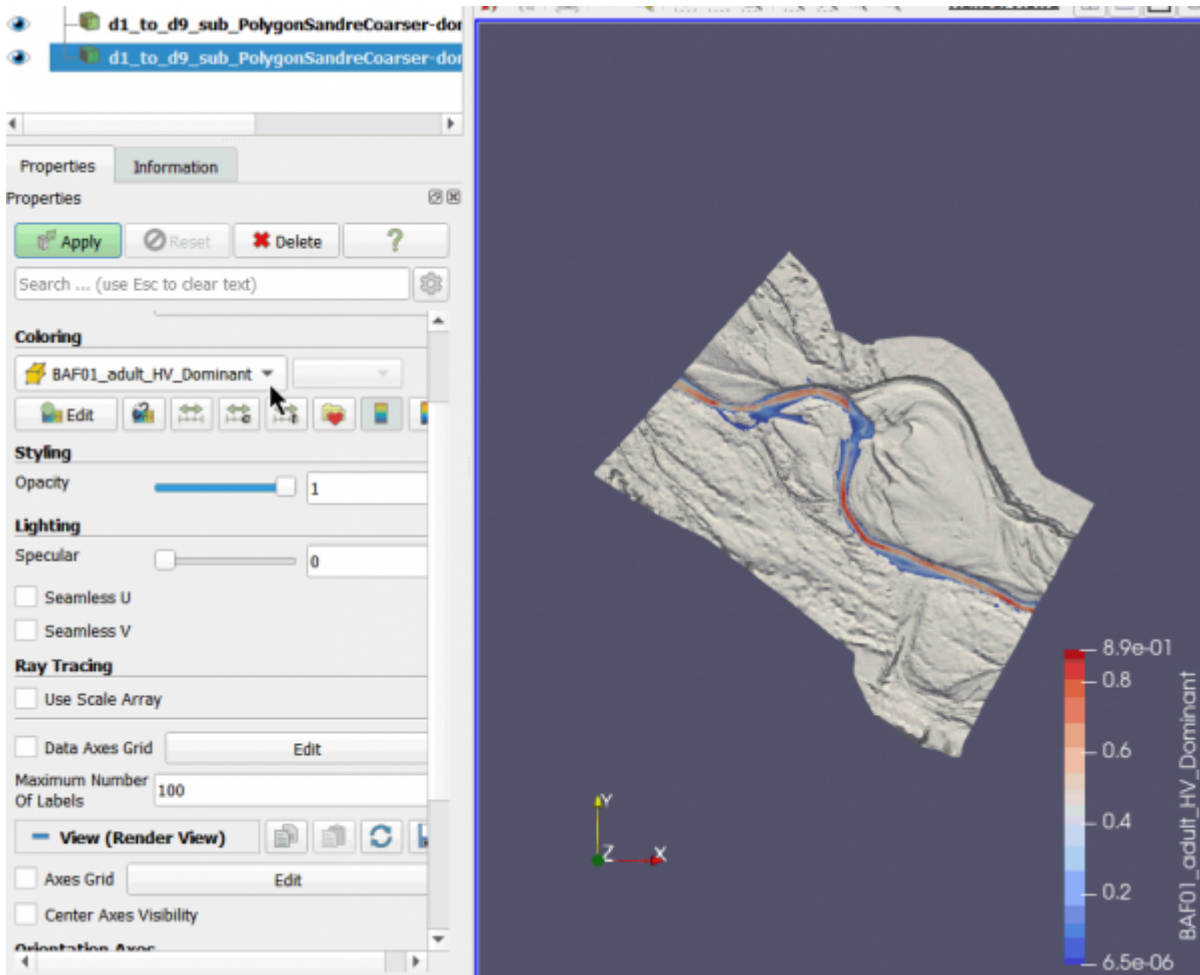 d1_to_d9_sub_PolygonSandreCoarser-dor
d1_to_d9_sub_PolygonSandreCoarser-dor
Properties
Information
Properties
Apply
Reset
Delete
?
Search ... (use Esc to clear text)
Coloring
BAF01_adult_HV_Dominant
Edit
Styling
Opacity
1
Lighting
Specular
0
Seamless U
Seamless V
Ray Tracing
Use Scale Array
Data Axes Grid
Edit
Maximum Number
Of Labels
100
View (Render View)
Axes Grid
Edit
Center Axes Visibility
Orientation Axes
Y
Z
X
8.9e-01
0.8
0.6
0.4
0.2
6.5e-06
BAF01_adult_HV_Dominant